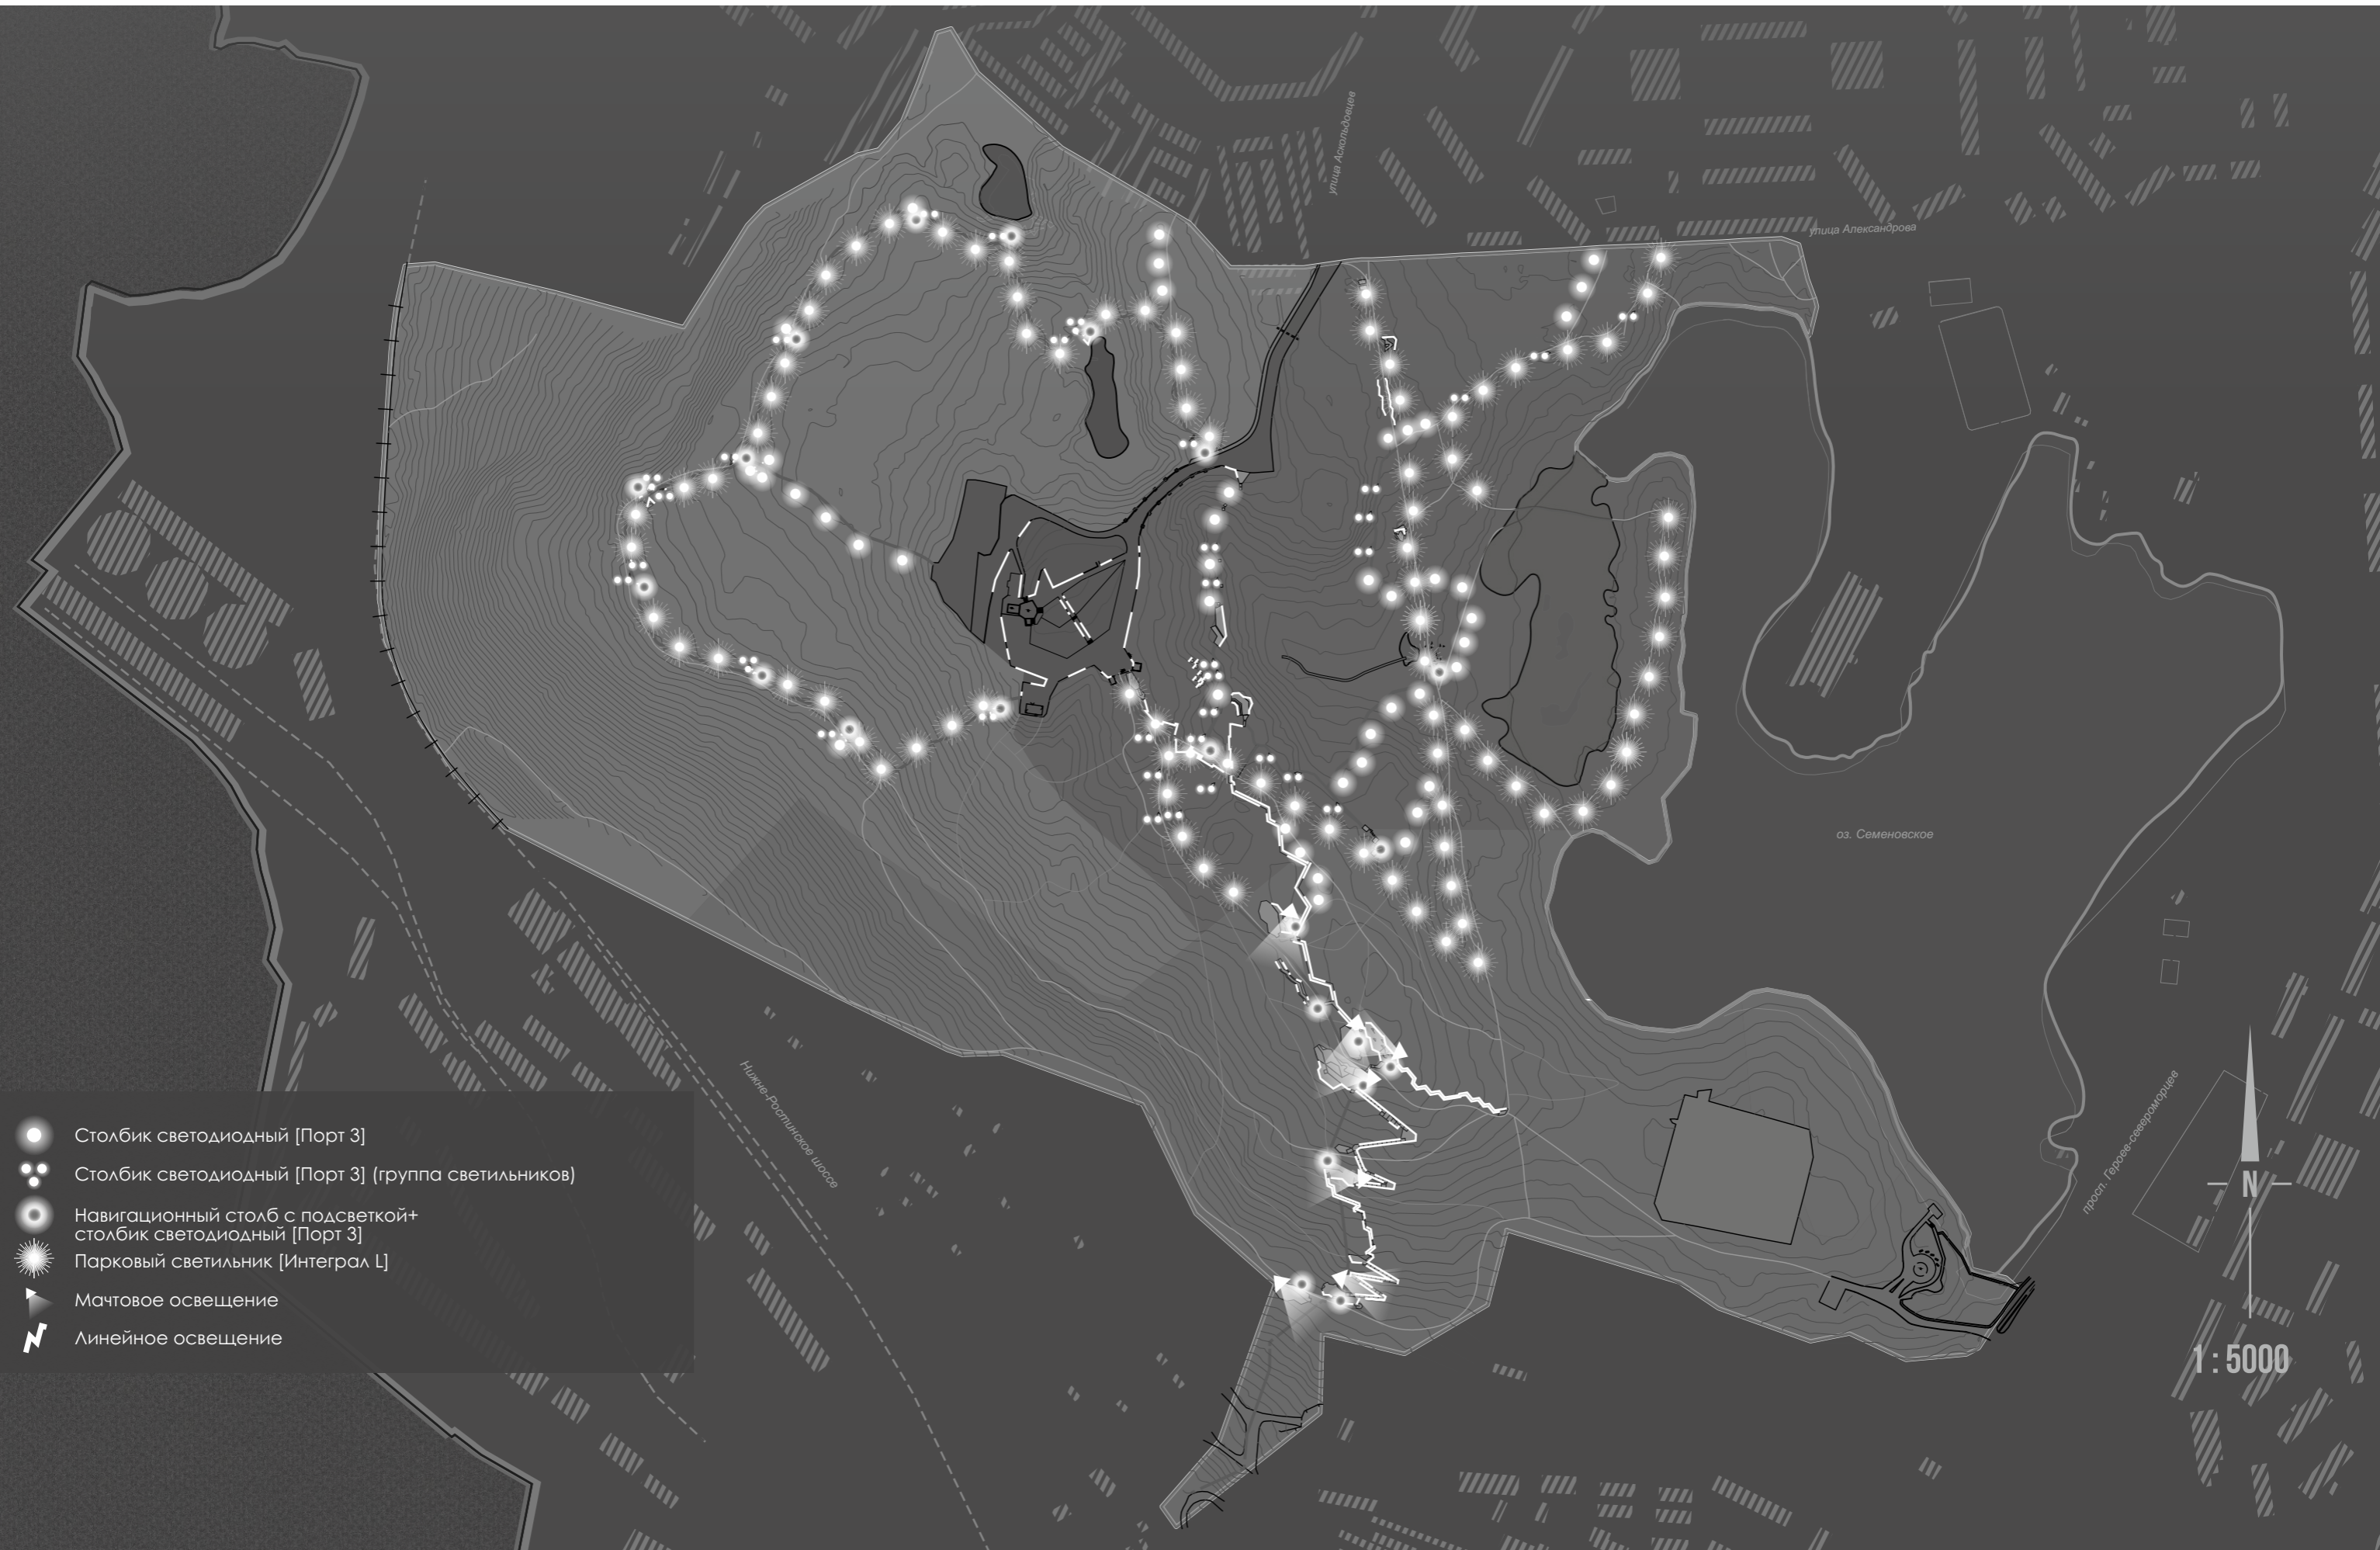 улица Аскольдовцев
улица Александрова
оз. Семеновское
Нижне-Ростинское шоссе
просп. Героев-североморцев
Столбик светодиодный [Порт 3]
Столбик светодиодный [Порт 3] (группа светильников)
Навигационный столб с подсветкой+
столбик светодиодный [Порт 3]
Парковый светильник [Интеграл L]
Мачтовое освещение
Линейное освещение
N
1 : 5000